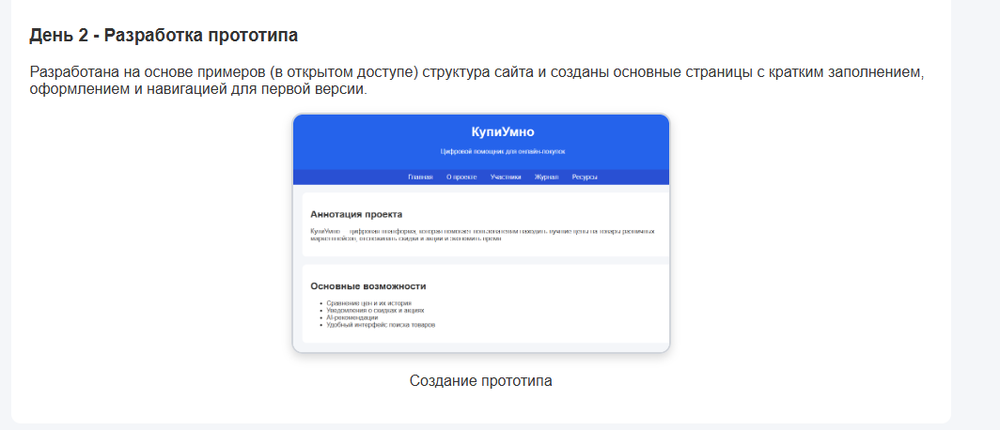 День 2 - Разработка прототипа
Разработана на основе примеров (в открытом доступе) структура сайта и созданы основные страницы с кратким заполнением,
оформлением и навигацией для первой версии.
КупиУмно
Цифровой помощник для онлайн-покупок
Главная О проекте Участники Журнал Ресурсы
Аннотация проекта
КупиУмно — цифровая платформа, которая помогает пользователям находить лучшие цены на товары различных
маркетплейсов, отслеживать скидки и акции и экономить время
Основные возможности
• Сравнение цен и их история
• Уведомления о скидках и акциях
• AI-рекомендации
• Удобный интерфейс поиска товаров
Создание прототипа